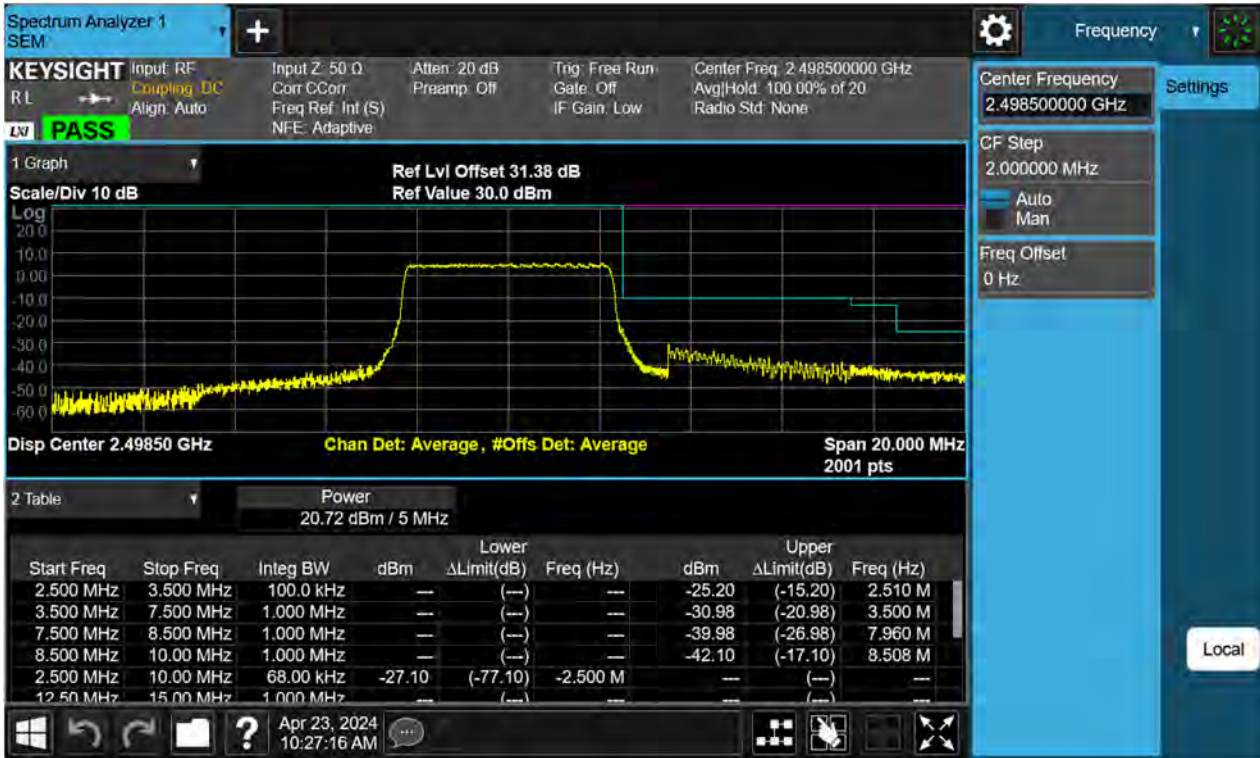 Spectrum Analyzer 1
SEM
+
Frequency
KEYSIGHT
R L
LXI
PASS
Input: RF
Coupling: DC
Align: Auto
Input Z: 50 Ω
Corr CCorr
Freq Ref: Int (S)
NFE: Adaptive
Atten: 20 dB
Preamp: Off
Trig: Free Run
Gate: Off
IF Gain: Low
Center Freq: 2.498500000 GHz
Avg|Hold: 100.00% of 20
Radio Std: None
Center Frequency
2.498500000 GHz
Settings
CF Step
2.000000 MHz
Auto
Man
Freq Offset
0 Hz
Local
1 Graph
Scale/Div 10 dB
Ref Lvl Offset 31.38 dB
Ref Value 30.0 dBm
Log
20.0
10.0
0.00
-10.0
-20.0
-30.0
-40.0
-50.0
-60.0
Disp Center 2.49850 GHz
Chan Det: Average, #Offs Det: Average
Span 20.000 MHz
2001 pts
2 Table
Power
20.72 dBm / 5 MHz
Lower Upper
Start Freq Stop Freq Integ BW dBm ΔLimit(dB) Freq (Hz) dBm ΔLimit(dB) Freq (Hz)
2.500 MHz 3.500 MHz 100.0 kHz --- (---) --- -25.20 (-15.20) 2.510 M
3.500 MHz 7.500 MHz 1.000 MHz --- (---) --- -30.98 (-20.98) 3.500 M
7.500 MHz 8.500 MHz 1.000 MHz --- (---) --- -39.98 (-26.98) 7.960 M
8.500 MHz 10.00 MHz 1.000 MHz --- (---) --- -42.10 (-17.10) 8.508 M
2.500 MHz 10.00 MHz 68.00 kHz -27.10 (-77.10) -2.500 M --- (---) ---
12.50 MHz 15.00 MHz 1.000 MHz --- (---) --- --- (---) ---
?
Apr 23, 2024
10:27:16 AM